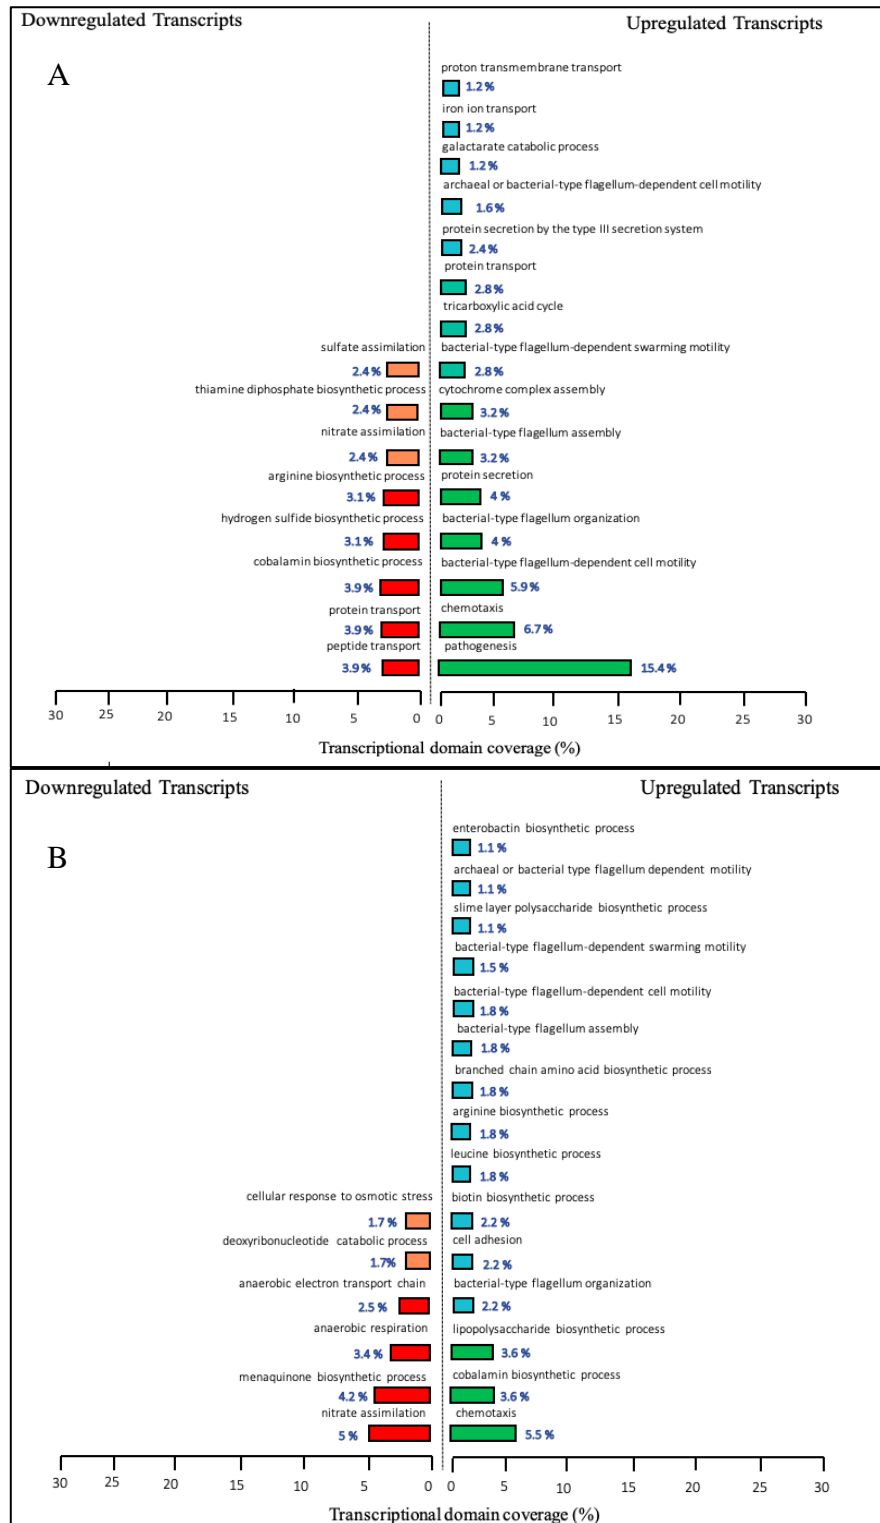 Downregulated Transcripts
Upregulated Transcripts
A
proton transmembrane transport
1.2 %
iron ion transport
1.2 %
galactarate catabolic process
1.2 %
archaeal or bacterial-type flagellum-dependent cell motility
1.6 %
protein secretion by the type III secretion system
2.4 %
protein transport
2.8 %
tricarboxylic acid cycle
2.8 %
sulfate assimilation bacterial-type flagellum-dependent swarming motility
2.4 % 2.8 %
thiamine diphosphate biosynthetic process cytochrome complex assembly
2.4 % 3.2 %
nitrate assimilation bacterial-type flagellum assembly
2.4 % 3.2 %
arginine biosynthetic process protein secretion
3.1 % 4 %
hydrogen sulfide biosynthetic process bacterial-type flagellum organization
3.1 % 4 %
cobalamin biosynthetic process bacterial-type flagellum-dependent cell motility
3.9 % 5.9 %
protein transport chemotaxis
3.9 % 6.7 %
peptide transport pathogenesis
3.9 % 15.4 %
30 25 20 15 10 5 0 0 5 10 15 20 25 30
Transcriptional domain coverage (%)
Downregulated Transcripts
Upregulated Transcripts
B
enterobactin biosynthetic process
1.1 %
archaeal or bacterial type flagellum dependent motility
1.1 %
slime layer polysaccharide biosynthetic process
1.1 %
bacterial-type flagellum-dependent swarming motility
1.5 %
bacterial-type flagellum-dependent cell motility
1.8 %
bacterial-type flagellum assembly
1.8 %
branched chain amino acid biosynthetic process
1.8 %
arginine biosynthetic process
1.8 %
leucine biosynthetic process
1.8 %
cellular response to osmotic stress biotin biosynthetic process
1.7 % 2.2 %
deoxyribonucleotide catabolic process cell adhesion
1.7% 2.2 %
anaerobic electron transport chain bacterial-type flagellum organization
2.5 % 2.2 %
anaerobic respiration lipopolysaccharide biosynthetic process
3.4 % 3.6 %
menaquinone biosynthetic process cobalamin biosynthetic process
4.2 % 3.6 %
nitrate assimilation chemotaxis
5 % 5.5 %
30 25 20 15 10 5 0 0 5 10 15 20 25 30
Transcriptional domain coverage (%)